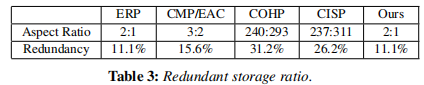 ERP CMP/EAC COHP CISP Ours
Aspect Ratio 2:1 3:2 240:293 237:311 2:1
Redundancy 11.1% 15.6% 31.2% 26.2% 11.1%
Table 3: Redundant storage ratio.